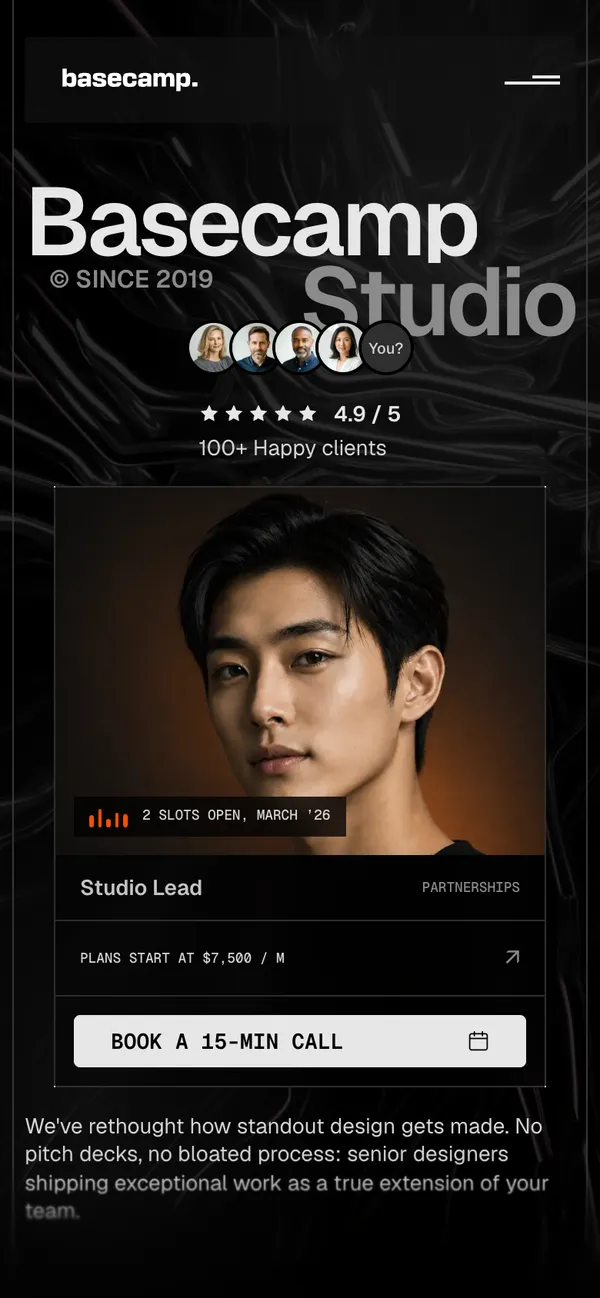 basecamp.
Basecamp
© SINCE 2019
Studio
You?
4.9 / 5
100+ Happy clients
2 SLOTS OPEN, MARCH ’26
Studio Lead
PARTNERSHIPS
PLANS START AT $7,500 / M
BOOK A 15-MIN CALL
We've rethought how standout design gets made. No
pitch decks, no bloated process: senior designers
shipping exceptional work as a true extension of your
team.